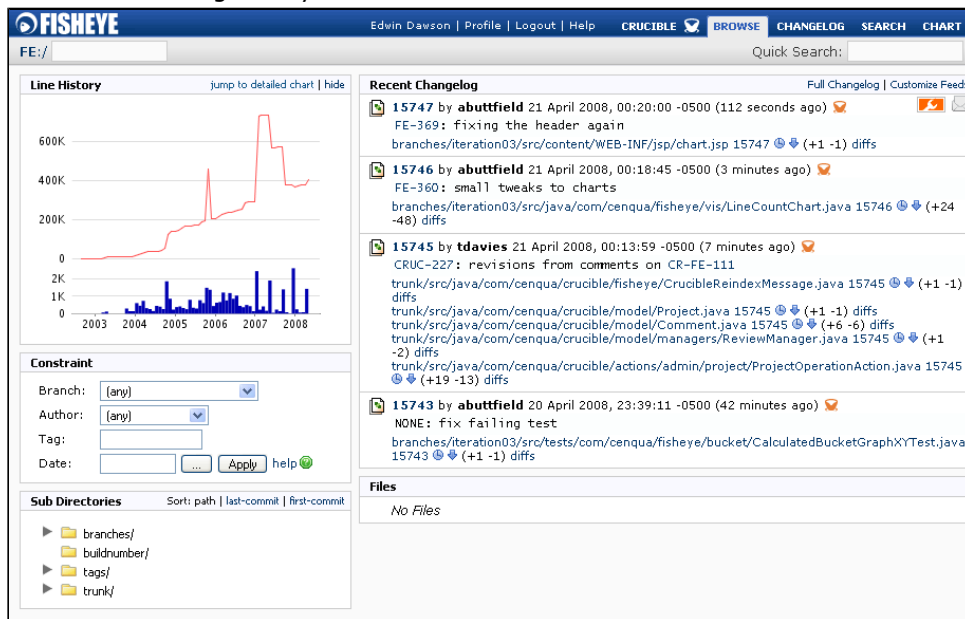 FISHEYE
Edwin Dawson | Profile | Logout | Help CRUCIBLE BROWSE CHANGELOG SEARCH CHART
FE:/
Quick Search:
Line History jump to detailed chart | hide
600K
400K
200K
0
2K
1K
0
2003 2004 2005 2006 2007 2008
Constraint
Branch: (any)
Author: (any)
Tag:
Date: ... Apply help
Sub Directories Sort: path | last-commit | first-commit
branches/
buildnumber/
tags/
trunk/
Recent Changelog Full Changelog | Customize Feed
15747 by abuttfield 21 April 2008, 00:20:00 -0500 (112 seconds ago)
FE-369: fixing the header again
branches/iteration03/src/content/WEB-INF/jsp/chart.jsp 15747 (+1 -1) diffs
15746 by abuttfield 21 April 2008, 00:18:45 -0500 (3 minutes ago)
FE-360: small tweaks to charts
branches/iteration03/src/java/com/cenqua/fisheye/vis/LineCountChart.java 15746 (+24
-48) diffs
15745 by tdavies 21 April 2008, 00:13:59 -0500 (7 minutes ago)
CRUC-227: revisions from comments on CR-FE-111
trunk/src/java/com/cenqua/crucible/fisheye/CrucibleReindexMessage.java 15745 (+1 -1)
diffs
trunk/src/java/com/cenqua/crucible/model/Project.java 15745 (+1 -1) diffs
trunk/src/java/com/cenqua/crucible/model/Comment.java 15745 (+6 -6) diffs
trunk/src/java/com/cenqua/crucible/model/managers/ReviewManager.java 15745 (+1
-2) diffs
trunk/src/java/com/cenqua/crucible/actions/admin/project/ProjectOperationAction.java 15745
(+19 -13) diffs
15743 by abuttfield 20 April 2008, 23:39:11 -0500 (42 minutes ago)
NONE: fix failing test
branches/iteration03/src/tests/com/cenqua/fisheye/bucket/CalculatedBucketGraphXYTest.java
15743 (+1 -1) diffs
Files
No Files